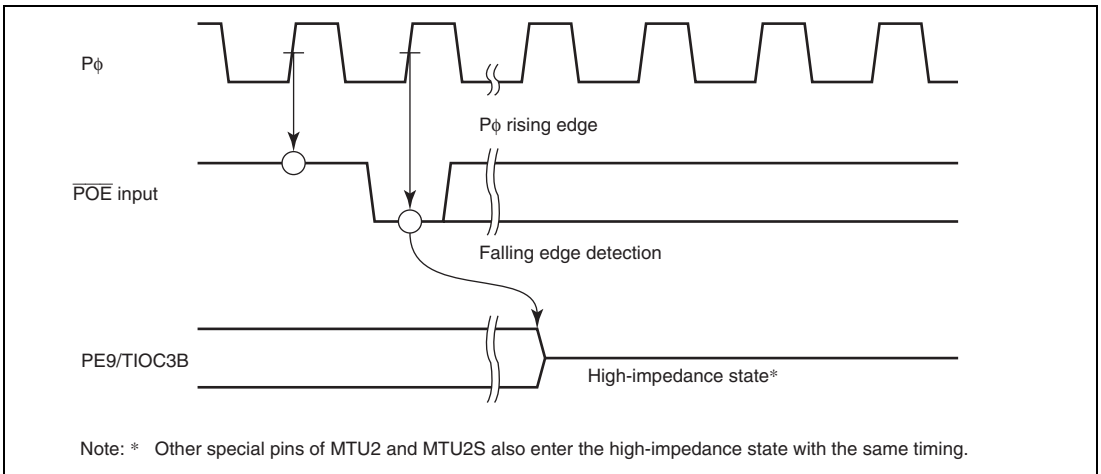 Pϕ
Pϕ rising edge
POE input
Falling edge detection
PE9/TIOC3B
High-impedance state*
Note: * Other special pins of MTU2 and MTU2S also enter the high-impedance state with the same timing.